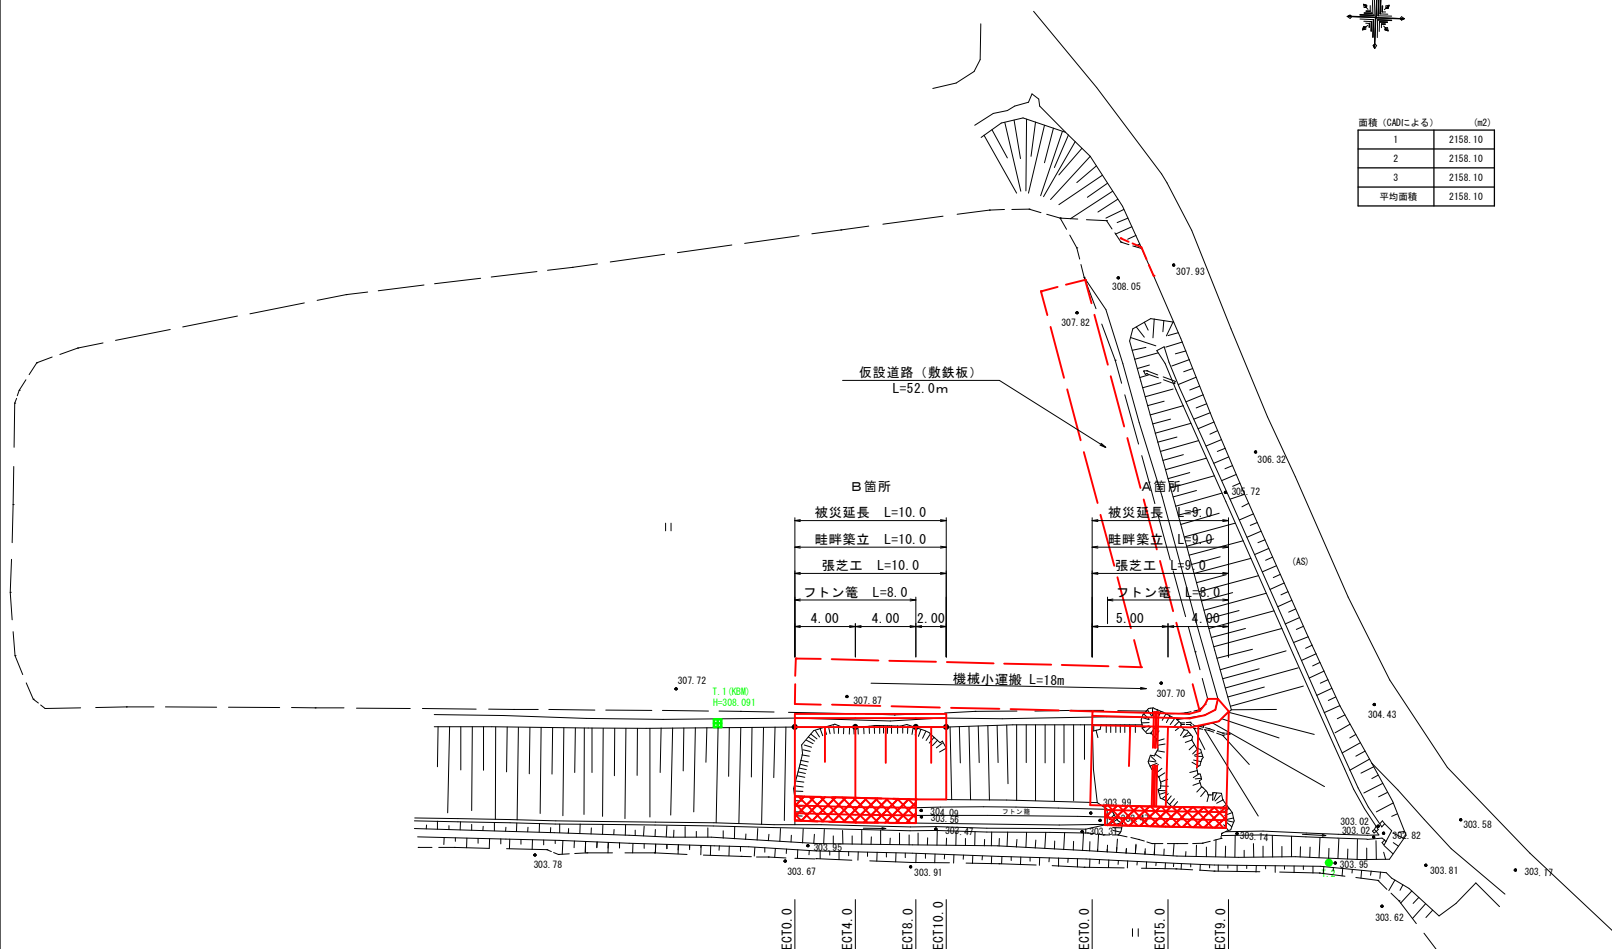 面積（CADによる） (m2)
1 2158.10
2 2158.10
3 2158.10
平均面積 2158.10
307.93
308.05
307.82
仮設道路（敷鉄板）
L=52.0m
306.32
305.72
B箇所
A箇所
被災延長 L=10.0
被災延長 L=9.0
畦畔築立 L=10.0
畦畔築立 L=9.0
(AS)
張芝工 L=10.0
張芝工 L=9.0
フトン篭 L=8.0
フトン篭 L=8.0
4.00 4.00 2.00
5.00 4.00
機械小運搬 L=18m
307.72
T.1(KBM)
H=308.091
307.87
307.70
304.43
303.99
304.09
フトン篭
303.56
303.47
303.31
303.02
303.02
302.82
303.58
303.14
303.95
303.78
303.67
303.91
303.95
T.2
303.81
303.17
303.62
ECT0.0
ECT4.0
ECT8.0
ECT10.0
ECT0.0
ECT5.0
ECT9.0